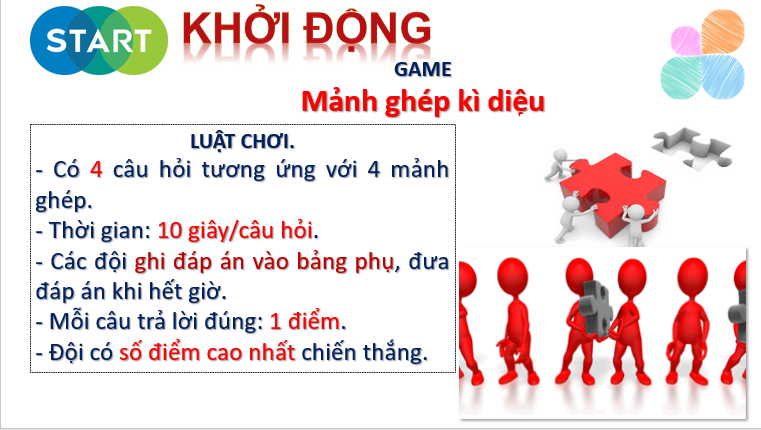 START
KHỞI ĐỘNG
GAME
Mảnh ghép kì diệu
LUẬT CHƠI.
- Có 4 câu hỏi tương ứng với 4 mảnh
ghép.
- Thời gian: 10 giây/câu hỏi.
- Các đội ghi đáp án vào bảng phụ, đưa
đáp án khi hết giờ.
- Mỗi câu trả lời đúng: 1 điểm.
- Đội có số điểm cao nhất chiến thắng.